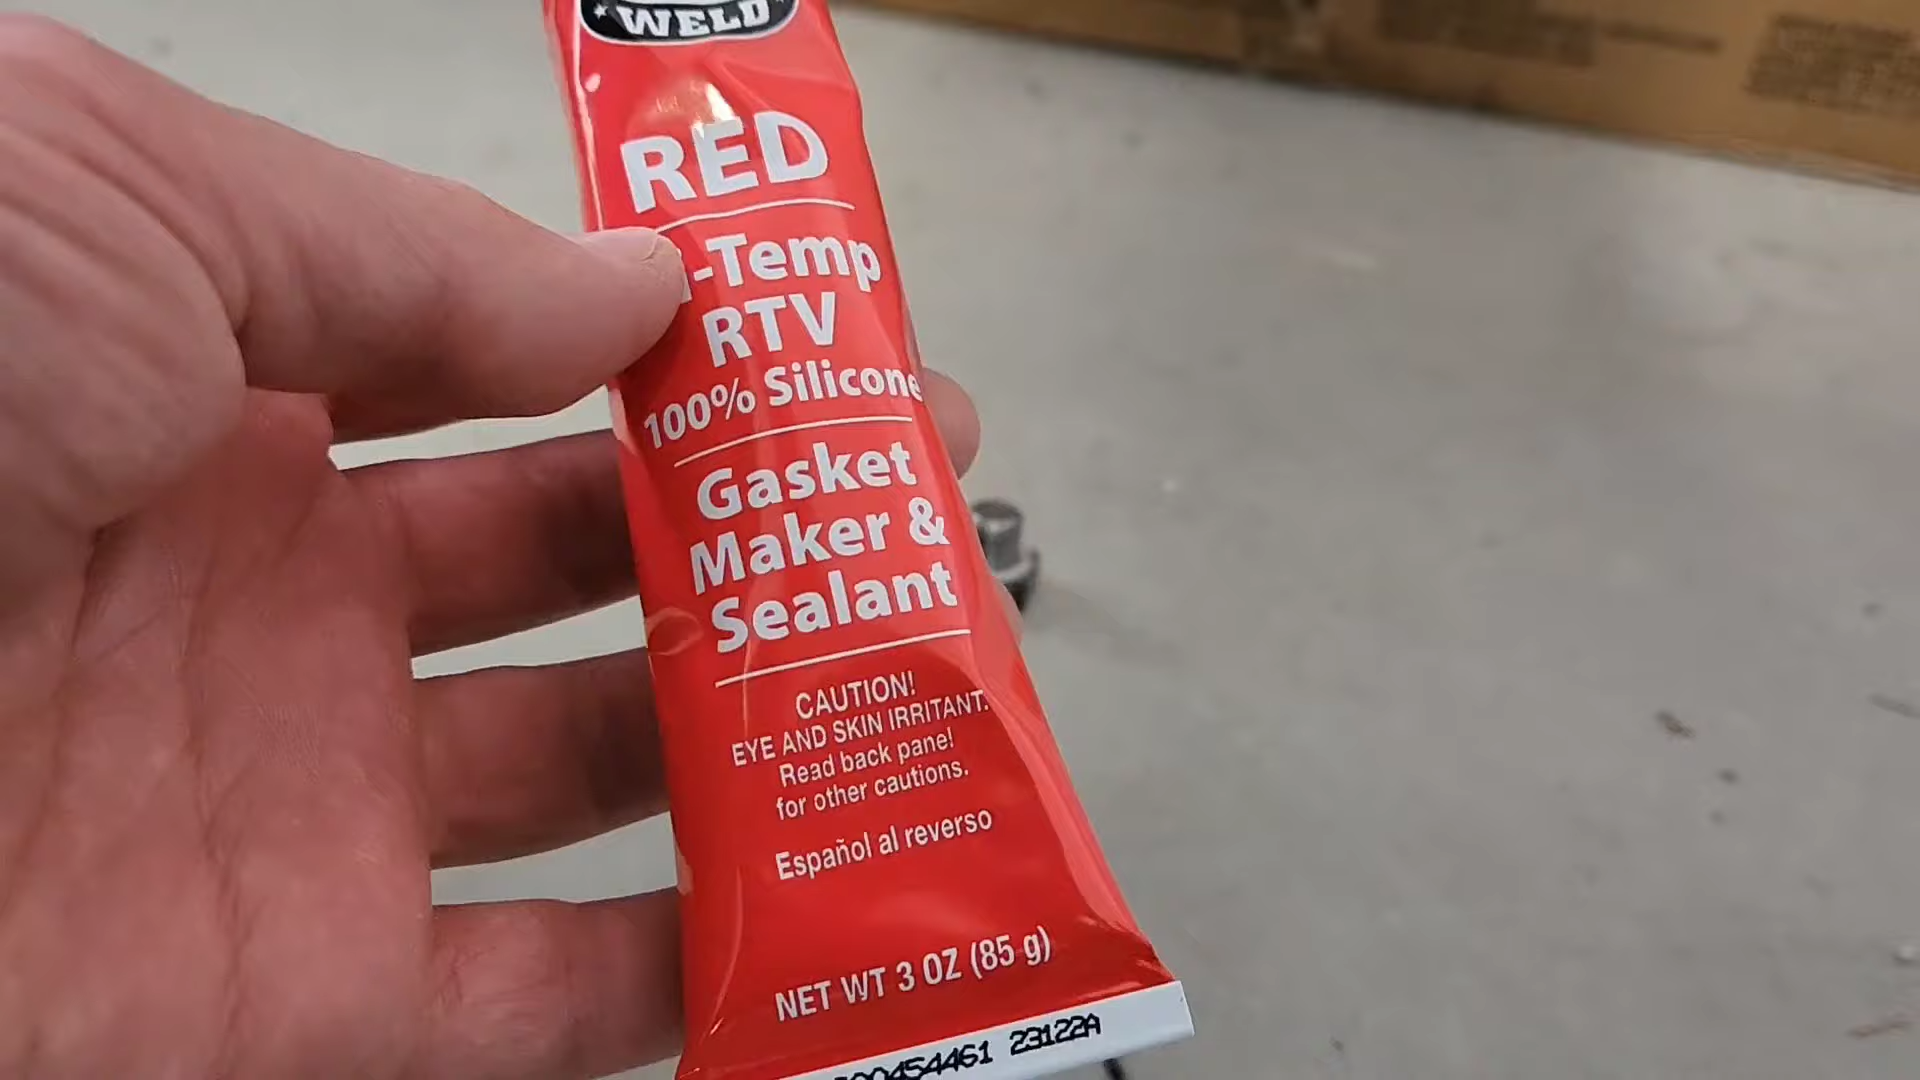 WELD
RED
-Temp
RTV
100% Silicone
Gasket
Maker &
Sealant
CAUTION!
EYE AND SKIN IRRITANT.
Read back panel
for other cautions.
Español al reverso
NET WT 3 OZ (85 g)
00454461 23122A